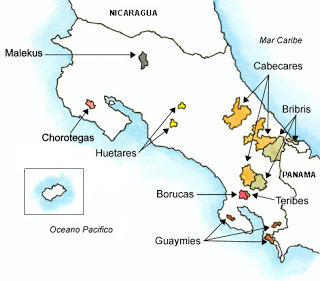 NICARAGUA
Mar Caribe
Malekus
Cabecares
Bribris
Chorotegas
Huetares
PANAMA
Borucas
Teribes
Oceano Pacifico
Guaymies